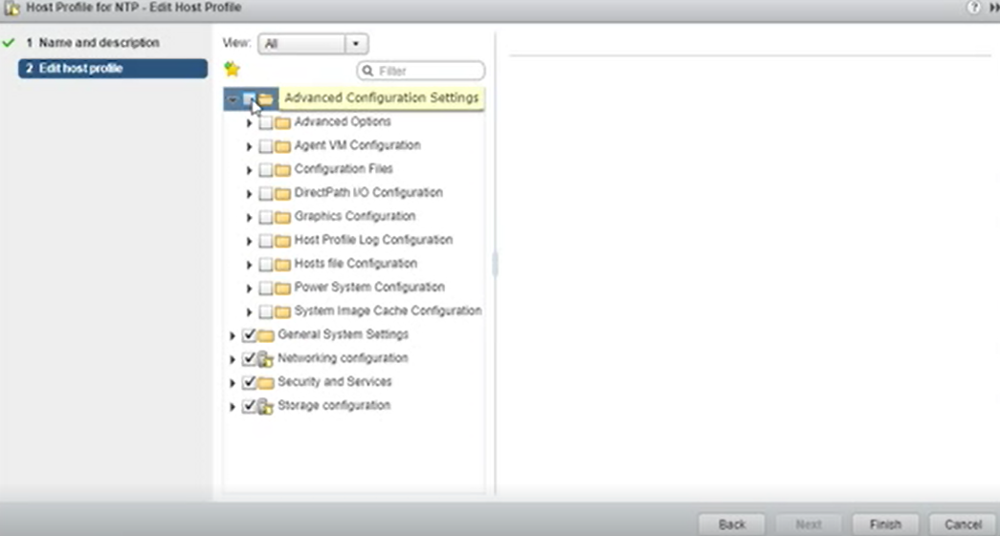 Host Profile for NTP - Edit Host Profile
1 Name and description
2 Edit host profile
View: All
Filter
Advanced Configuration Settings
Advanced Options
Agent VM Configuration
Configuration Files
DirectPath I/O Configuration
Graphics Configuration
Host Profile Log Configuration
Hosts file Configuration
Power System Configuration
System Image Cache Configuration
General System Settings
Networking configuration
Security and Services
Storage configuration
Back Next Finish Cancel